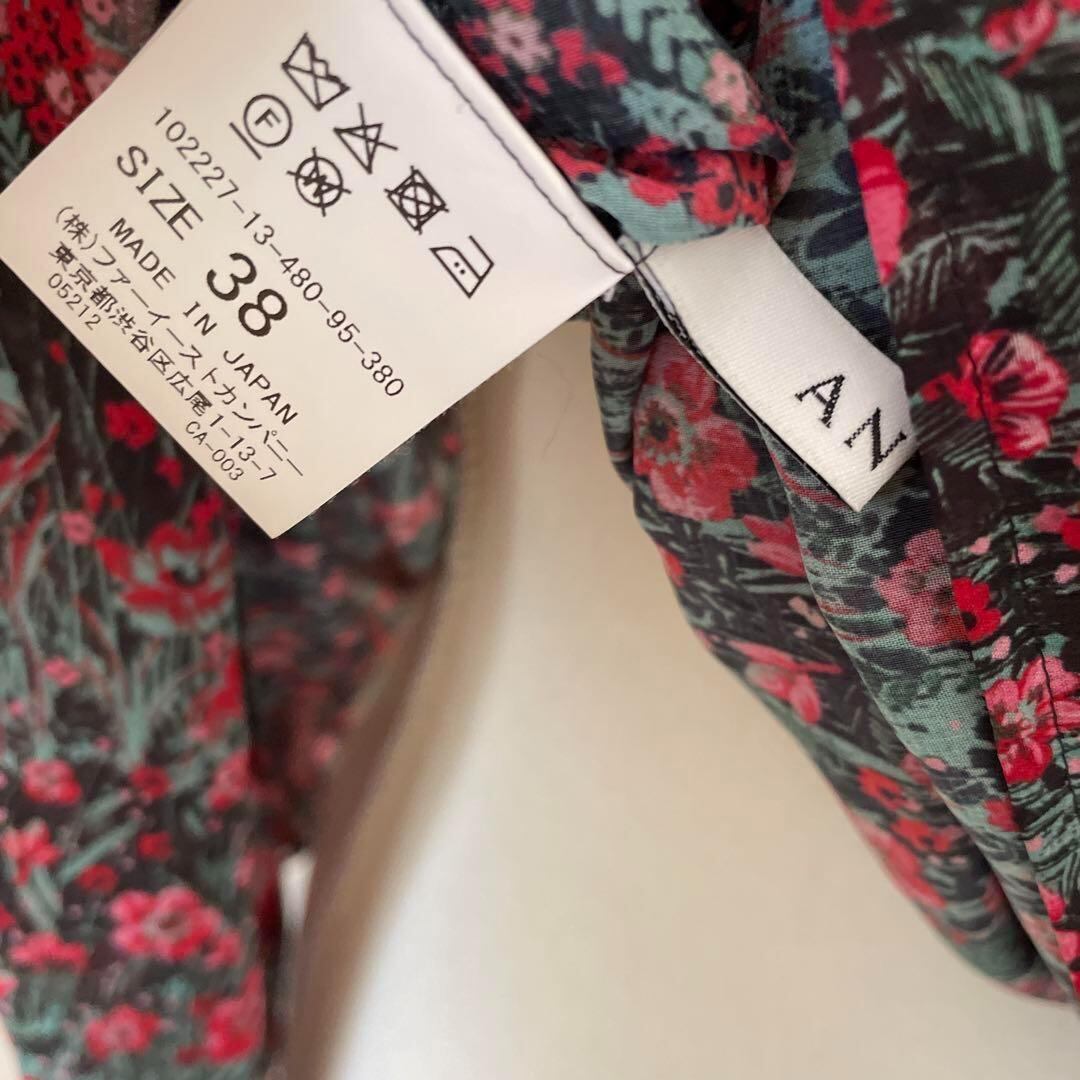 F
W
102227-13-480-95-380
SIZE 38
MADE IN JAPAN
(株)ファーイーストカンパニー
東京都渋谷区広尾1-13-7
05212 CA-003
AN